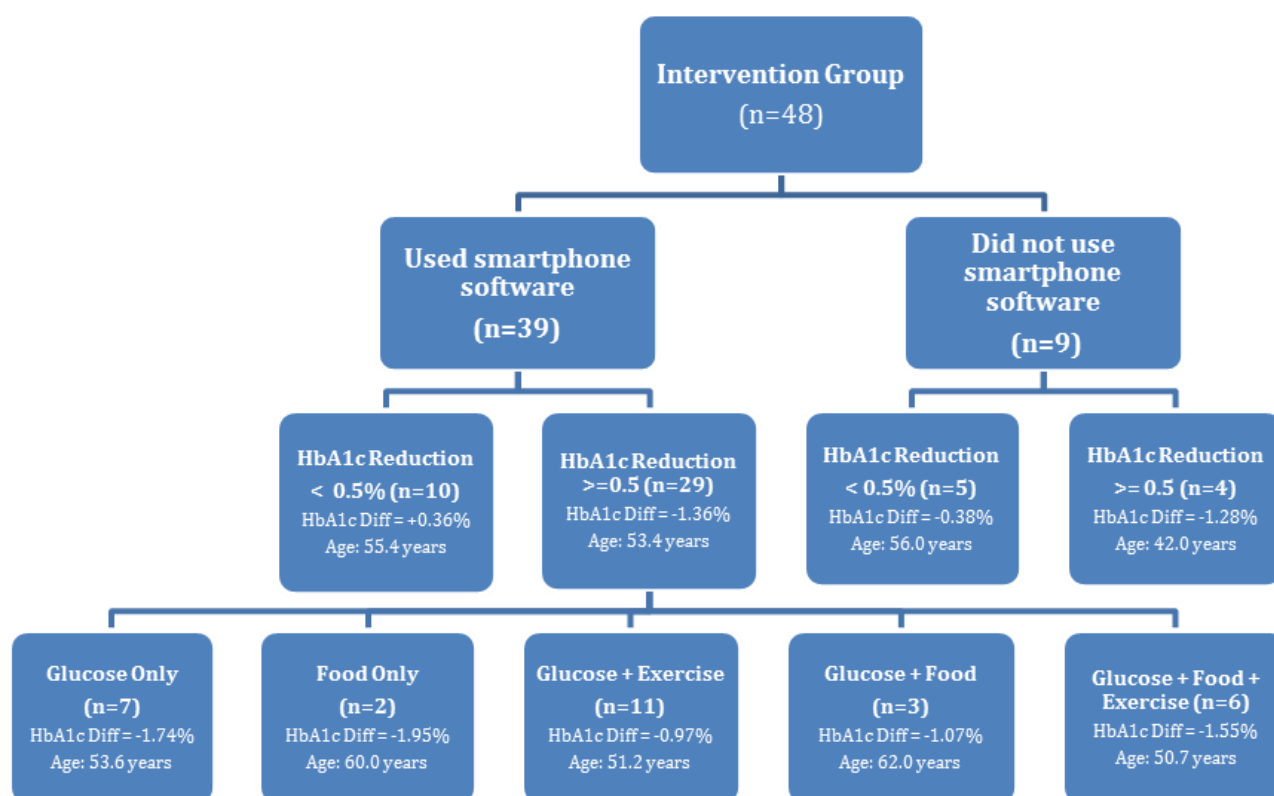 Intervention Group
(n=48)
Used smartphone
software
(n=39)
Did not use
smartphone
software
(n=9)
HbA1c Reduction
< 0.5% (n=10)
HbA1c Diff = +0.36%
Age: 55.4 years
HbA1c Reduction
>=0.5 (n=29)
HbA1c Diff = -1.36%
Age: 53.4 years
HbA1c Reduction
< 0.5% (n=5)
HbA1c Diff = -0.38%
Age: 56.0 years
HbA1c Reduction
>= 0.5 (n=4)
HbA1c Diff = -1.28%
Age: 42.0 years
Glucose Only
(n=7)
HbA1c Diff = -1.74%
Age: 53.6 years
Food Only
(n=2)
HbA1c Diff = -1.95%
Age: 60.0 years
Glucose + Exercise
(n=11)
HbA1c Diff = -0.97%
Age: 51.2 years
Glucose + Food
(n=3)
HbA1c Diff = -1.07%
Age: 62.0 years
Glucose + Food +
Exercise (n=6)
HbA1c Diff = -1.55%
Age: 50.7 years